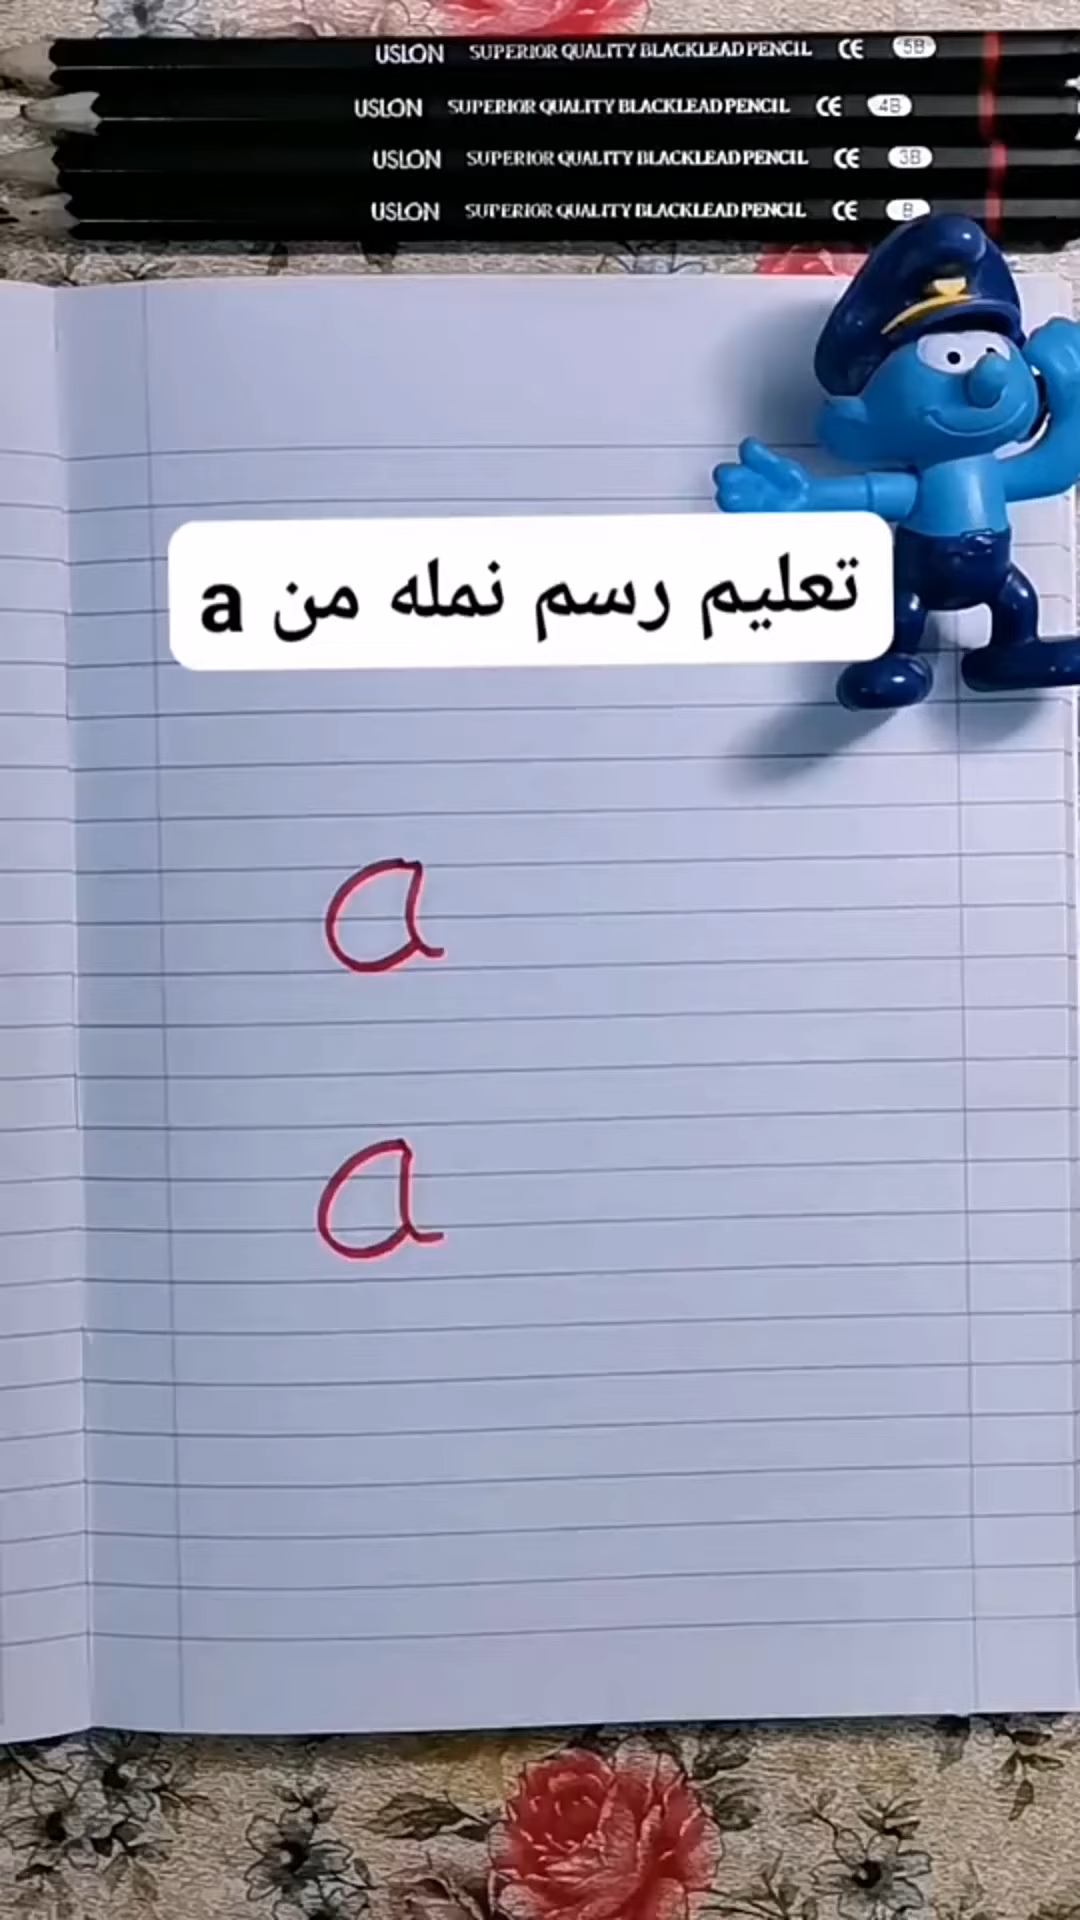 USLON SUPERIOR QUALITY BLACKLEAD PENCIL CE 5B
USLON SUPERIOR QUALITY BLACKLEAD PENCIL CE 4B
USLON SUPERIOR QUALITY BLACKLEAD PENCIL CE 3B
USLON SUPERIOR QUALITY BLACKLEAD PENCIL CE B
تعليم رسم نمله من a
a
a